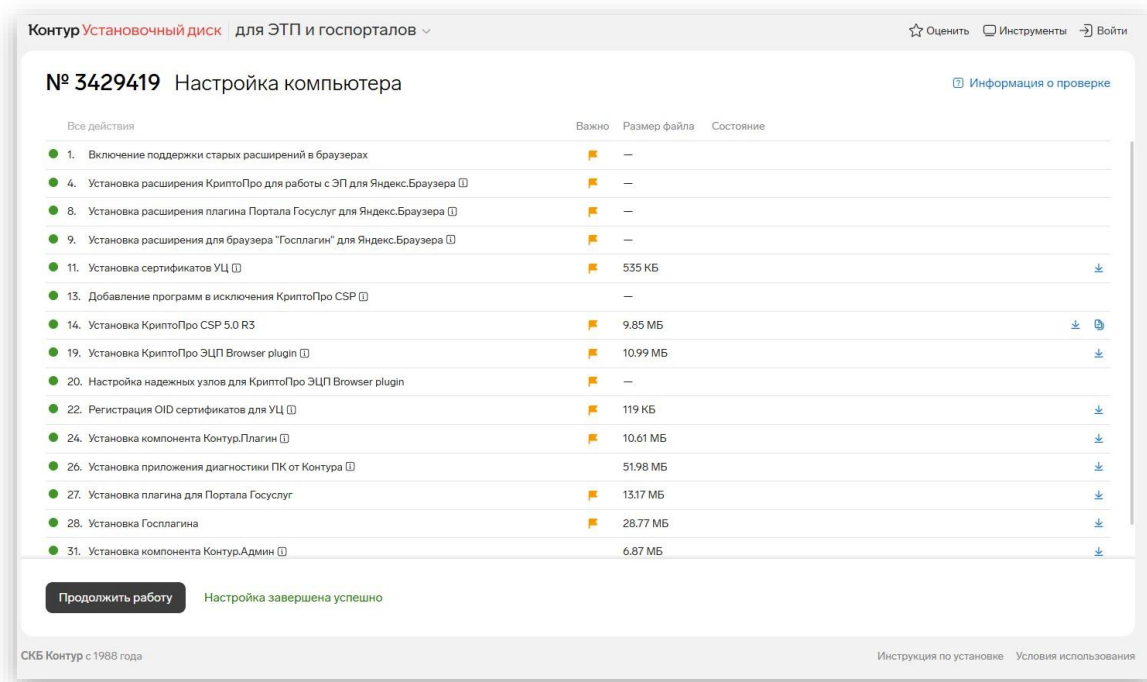 Контур Установочный диск для ЭТП и госпорталов Оценить Инструменты Войти
№ 3429419 Настройка компьютера Информация о проверке
Все действия Важно Размер файла Состояние
1. Включение поддержки старых расширений в браузерах —
4. Установка расширения КриптоПро для работы с ЭП для Яндекс.Браузера —
8. Установка расширения плагина Портала Госуслуг для Яндекс.Браузера —
9. Установка расширения для браузера "Госплагин" для Яндекс.Браузера —
11. Установка сертификатов УЦ 535 КБ
13. Добавление программ в исключения КриптоПро CSP —
14. Установка КриптоПро CSP 5.0 R3 9.85 МБ
19. Установка КриптоПро ЭЦП Browser plugin 10.99 МБ
20. Настройка надежных узлов для КриптоПро ЭЦП Browser plugin —
22. Регистрация OID сертификатов для УЦ 119 КБ
24. Установка компонента Контур.Плагин 10.61 МБ
26. Установка приложения диагностики ПК от Контура 51.98 МБ
27. Установка плагина для Портала Госуслуг 13.17 МБ
28. Установка Госплагина 28.77 МБ
31. Установка компонента Контур.Админ 6.87 МБ
Продолжить работу Настройка завершена успешно
СКБ Контур с 1988 года Инструкция по установке Условия использования